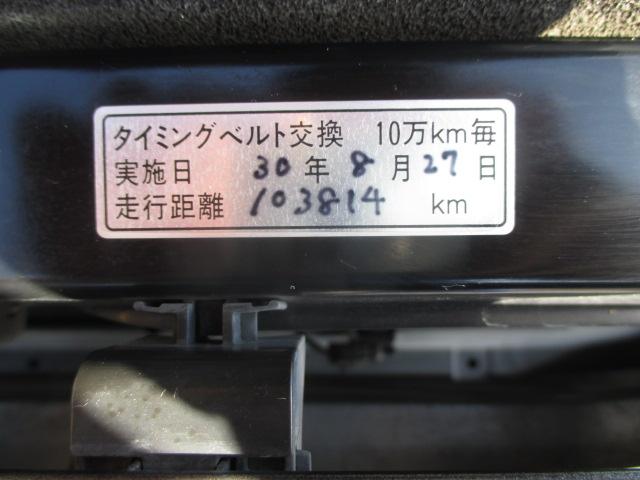 タイミングベルト交換 10万km毎
実施日 30年8月27日
走行距離 103814 km